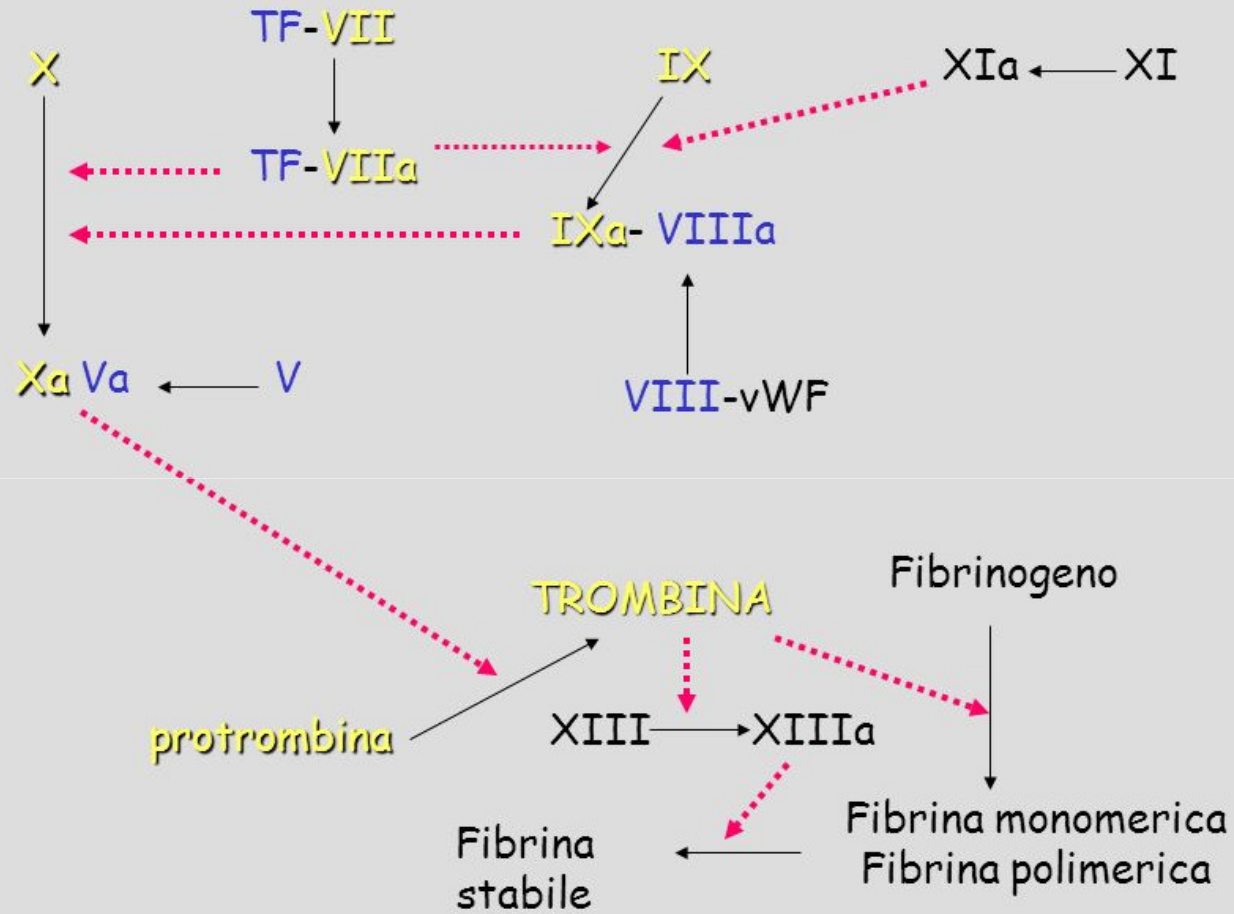 TF-VII
X
IX
XIa
XI
TF-VIIa
IXa- VIIIa
Xa Va
V
VIII-vWF
Fibrinogeno
TROMBINA
protrombina
XIII
XIIIa
Fibrina monomerica
Fibrina polimerica
Fibrina
stabile